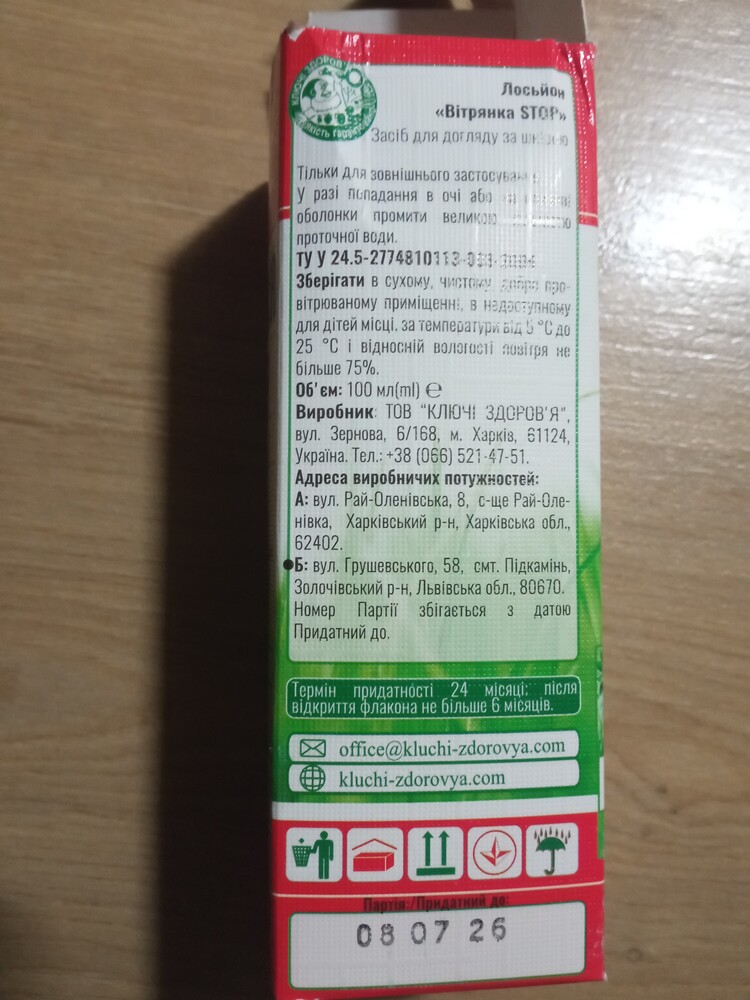 КЛЮЧІ ЗДОРОВ'Я
Лосьйон
«Вітрянка STOP»
Засіб для догляду за шкірою
Тільки для зовнішнього
У разі попадання в очі або
оболонки промити великою
проточної води.
ТУ У 24.5-2774810113-
Зберігати в сухому, чистому, добре про-
вітрюваному приміщенні, в недоступному
для дітей місці, за температури від 5 °С до
25 °С і відносній вологості повітря не
більше 75%.
Об'єм: 100 мл(ml) ℮
Виробник: ТОВ "КЛЮЧІ ЗДОРОВ'Я",
вул. Зернова, 6/168, м. Харків, 61124,
Україна. Тел.: +38 (066) 521-47-51.
Адреса виробничих потужностей:
А: вул. Рай-Оленівська, 8, с-ще Рай-Оле-
нівка, Харківський р-н, Харківська обл.,
62402.
●Б: вул. Грушевського, 58, смт. Підкамінь,
Золочівський р-н, Львівська обл., 80670.
Номер Партії збігається з датою
Придатний до.
Термін придатності 24 місяці; після
відкриття флакона не більше 6 місяців.
office@kluchi-zdorovya.com
kluchi-zdorovya.com
Партія:/Придатний до:
08 07 26